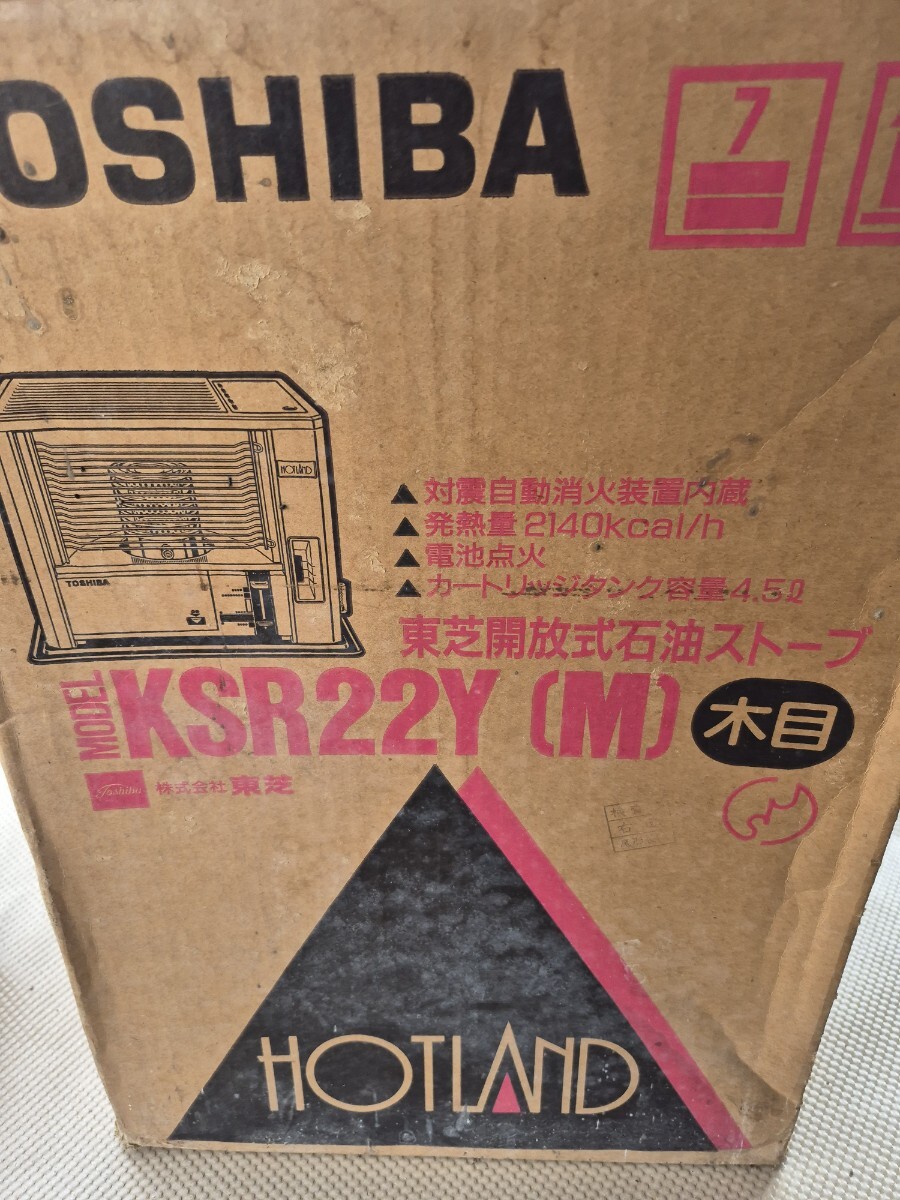 OSHIBA
7
HOTLAND
TOSHIBA
▲対震自動消火装置内蔵
▲発熱量2140kcal/h
▲電池点火
▲カートリッジタンク容量4.5ℓ
東芝開放式石油ストーブ
MODEL KSR22Y (M) 木目
Toshiba 株式会社 東芝
HOTLAND